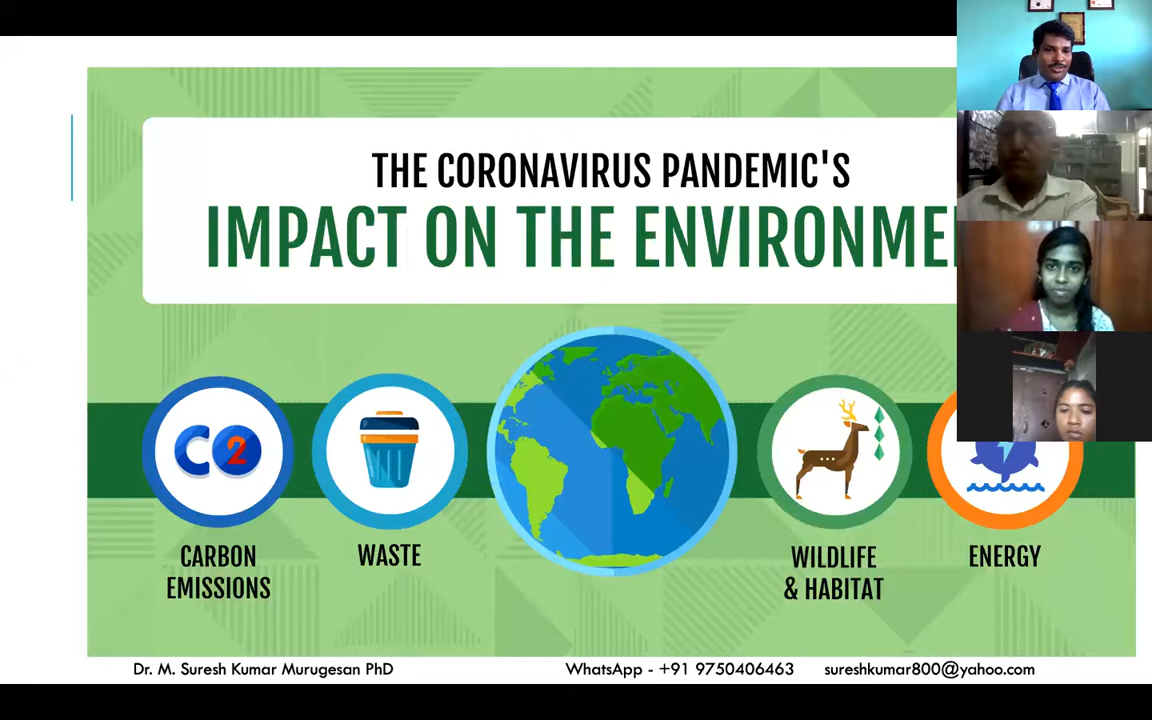 THE CORONAVIRUS PANDEMIC'S
IMPACT ON THE
CO2
CARBON
EMISSIONS
WASTE
WILDLIFE
& HABITAT
ENERGY
Dr. M. Suresh Kumar Murugesan PhD
WhatsApp - +91 9750406463
sureshkumar800@yahoo.com